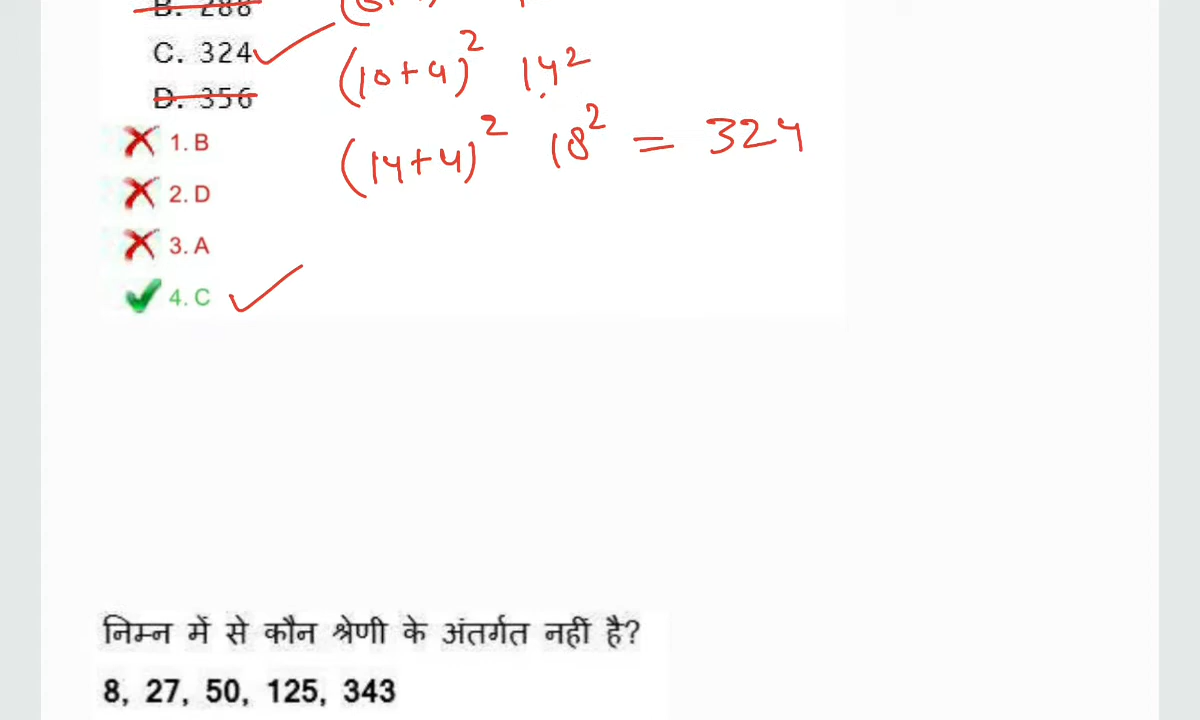 B. 288
C. 324
(10+4)² 14²
D. 356
1. B
(14+4)² 18² = 324
2. D
3. A
4. C
निम्न में से कौन श्रेणी के अंतर्गत नहीं है?
8, 27, 50, 125, 343